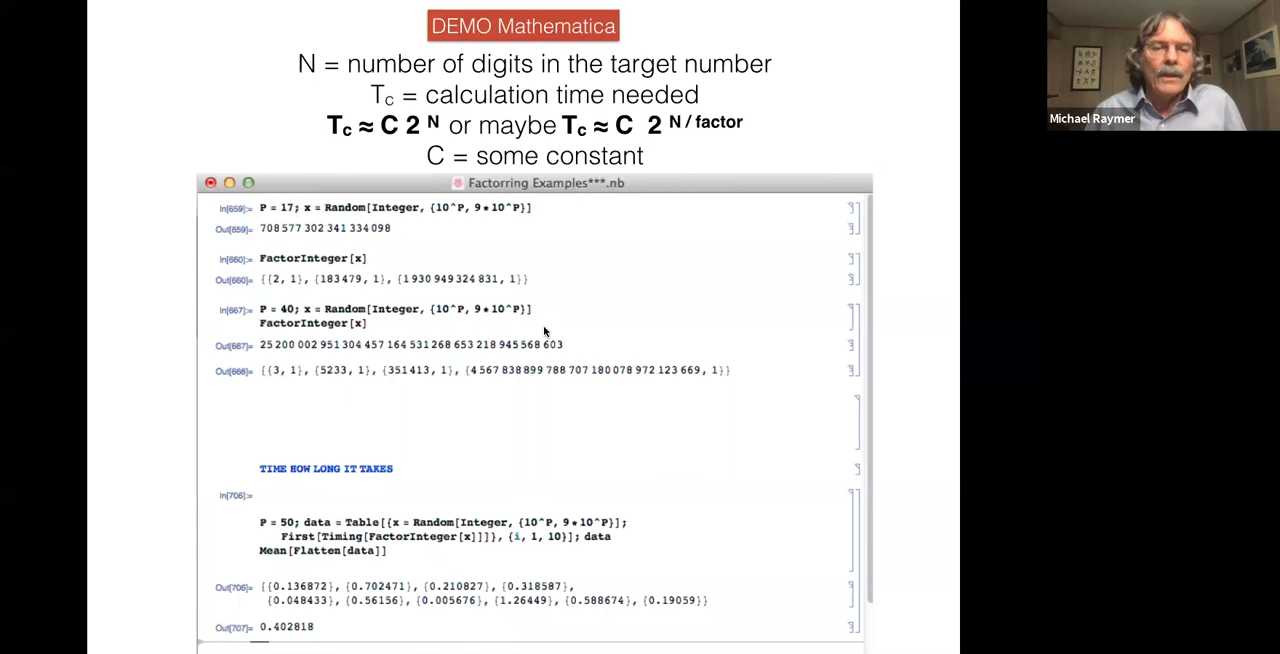 DEMO Mathematica
N = number of digits in the target number
Tc = calculation time needed
Tc ≈ C 2 N or maybe Tc ≈ C 2 N / factor
C = some constant
Michael Raymer
Factorring Examples***.nb
In[659]:= P = 17; x = Random[Integer, {10^P, 9*10^P}]
Out[659]= 708 577 302 341 334 098
In[660]:= FactorInteger[x]
Out[660]= {{2, 1}, {183 479, 1}, {1 930 949 324 831, 1}}
In[667]:= P = 40; x = Random[Integer, {10^P, 9*10^P}]
FactorInteger[x]
Out[667]= 25 200 002 951 304 457 164 531 268 653 218 945 568 603
Out[668]= {{3, 1}, {5233, 1}, {351 413, 1}, {4 567 838 899 788 707 180 078 972 123 669, 1}}
TIME HOW LONG IT TAKES
In[706]:=
P = 50; data = Table[{x = Random[Integer, {10^P, 9*10^P}];
First[Timing[FactorInteger[x]]]}, {i, 1, 10}]; data
Mean[Flatten[data]]
Out[706]= {{0.136872}, {0.702471}, {0.210827}, {0.318587},
{0.048433}, {0.56156}, {0.005676}, {1.26449}, {0.588674}, {0.19059}}
Out[707]= 0.402818